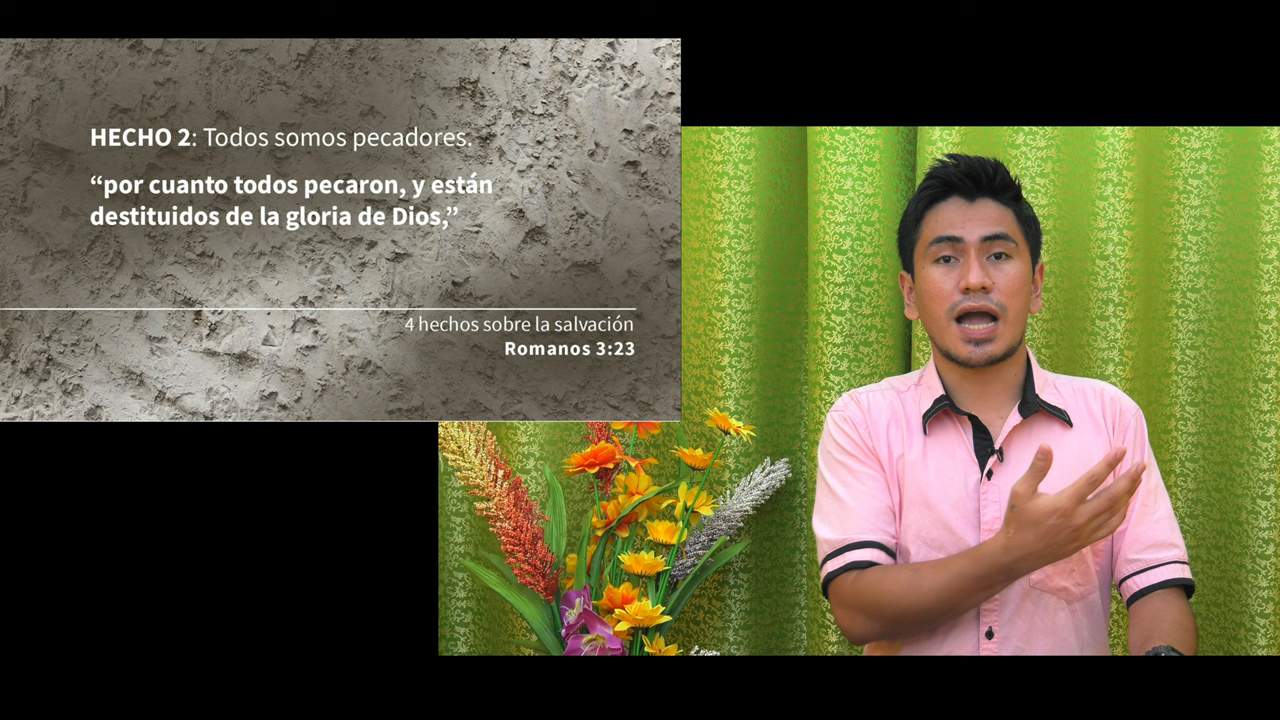 HECHO 2: Todos somos pecadores.
“por cuanto todos pecaron, y están
destituidos de la gloria de Dios,”
4 hechos sobre la salvación
Romanos 3:23